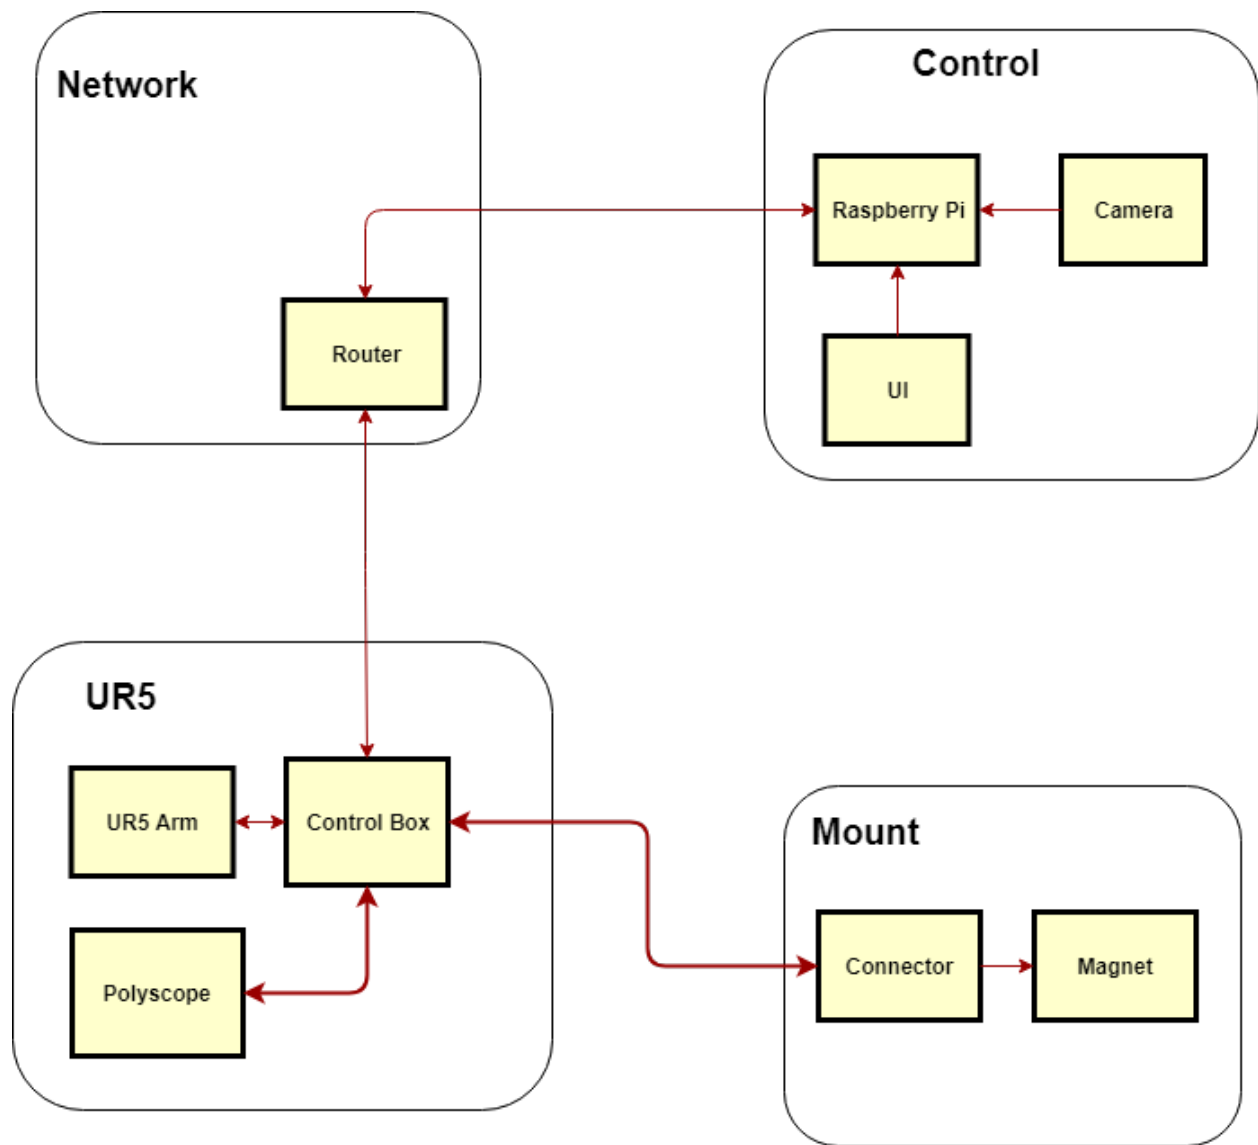 Network
Router
Control
Raspberry Pi
Camera
UI
UR5
UR5 Arm
Control Box
Polyscope
Mount
Connector
Magnet